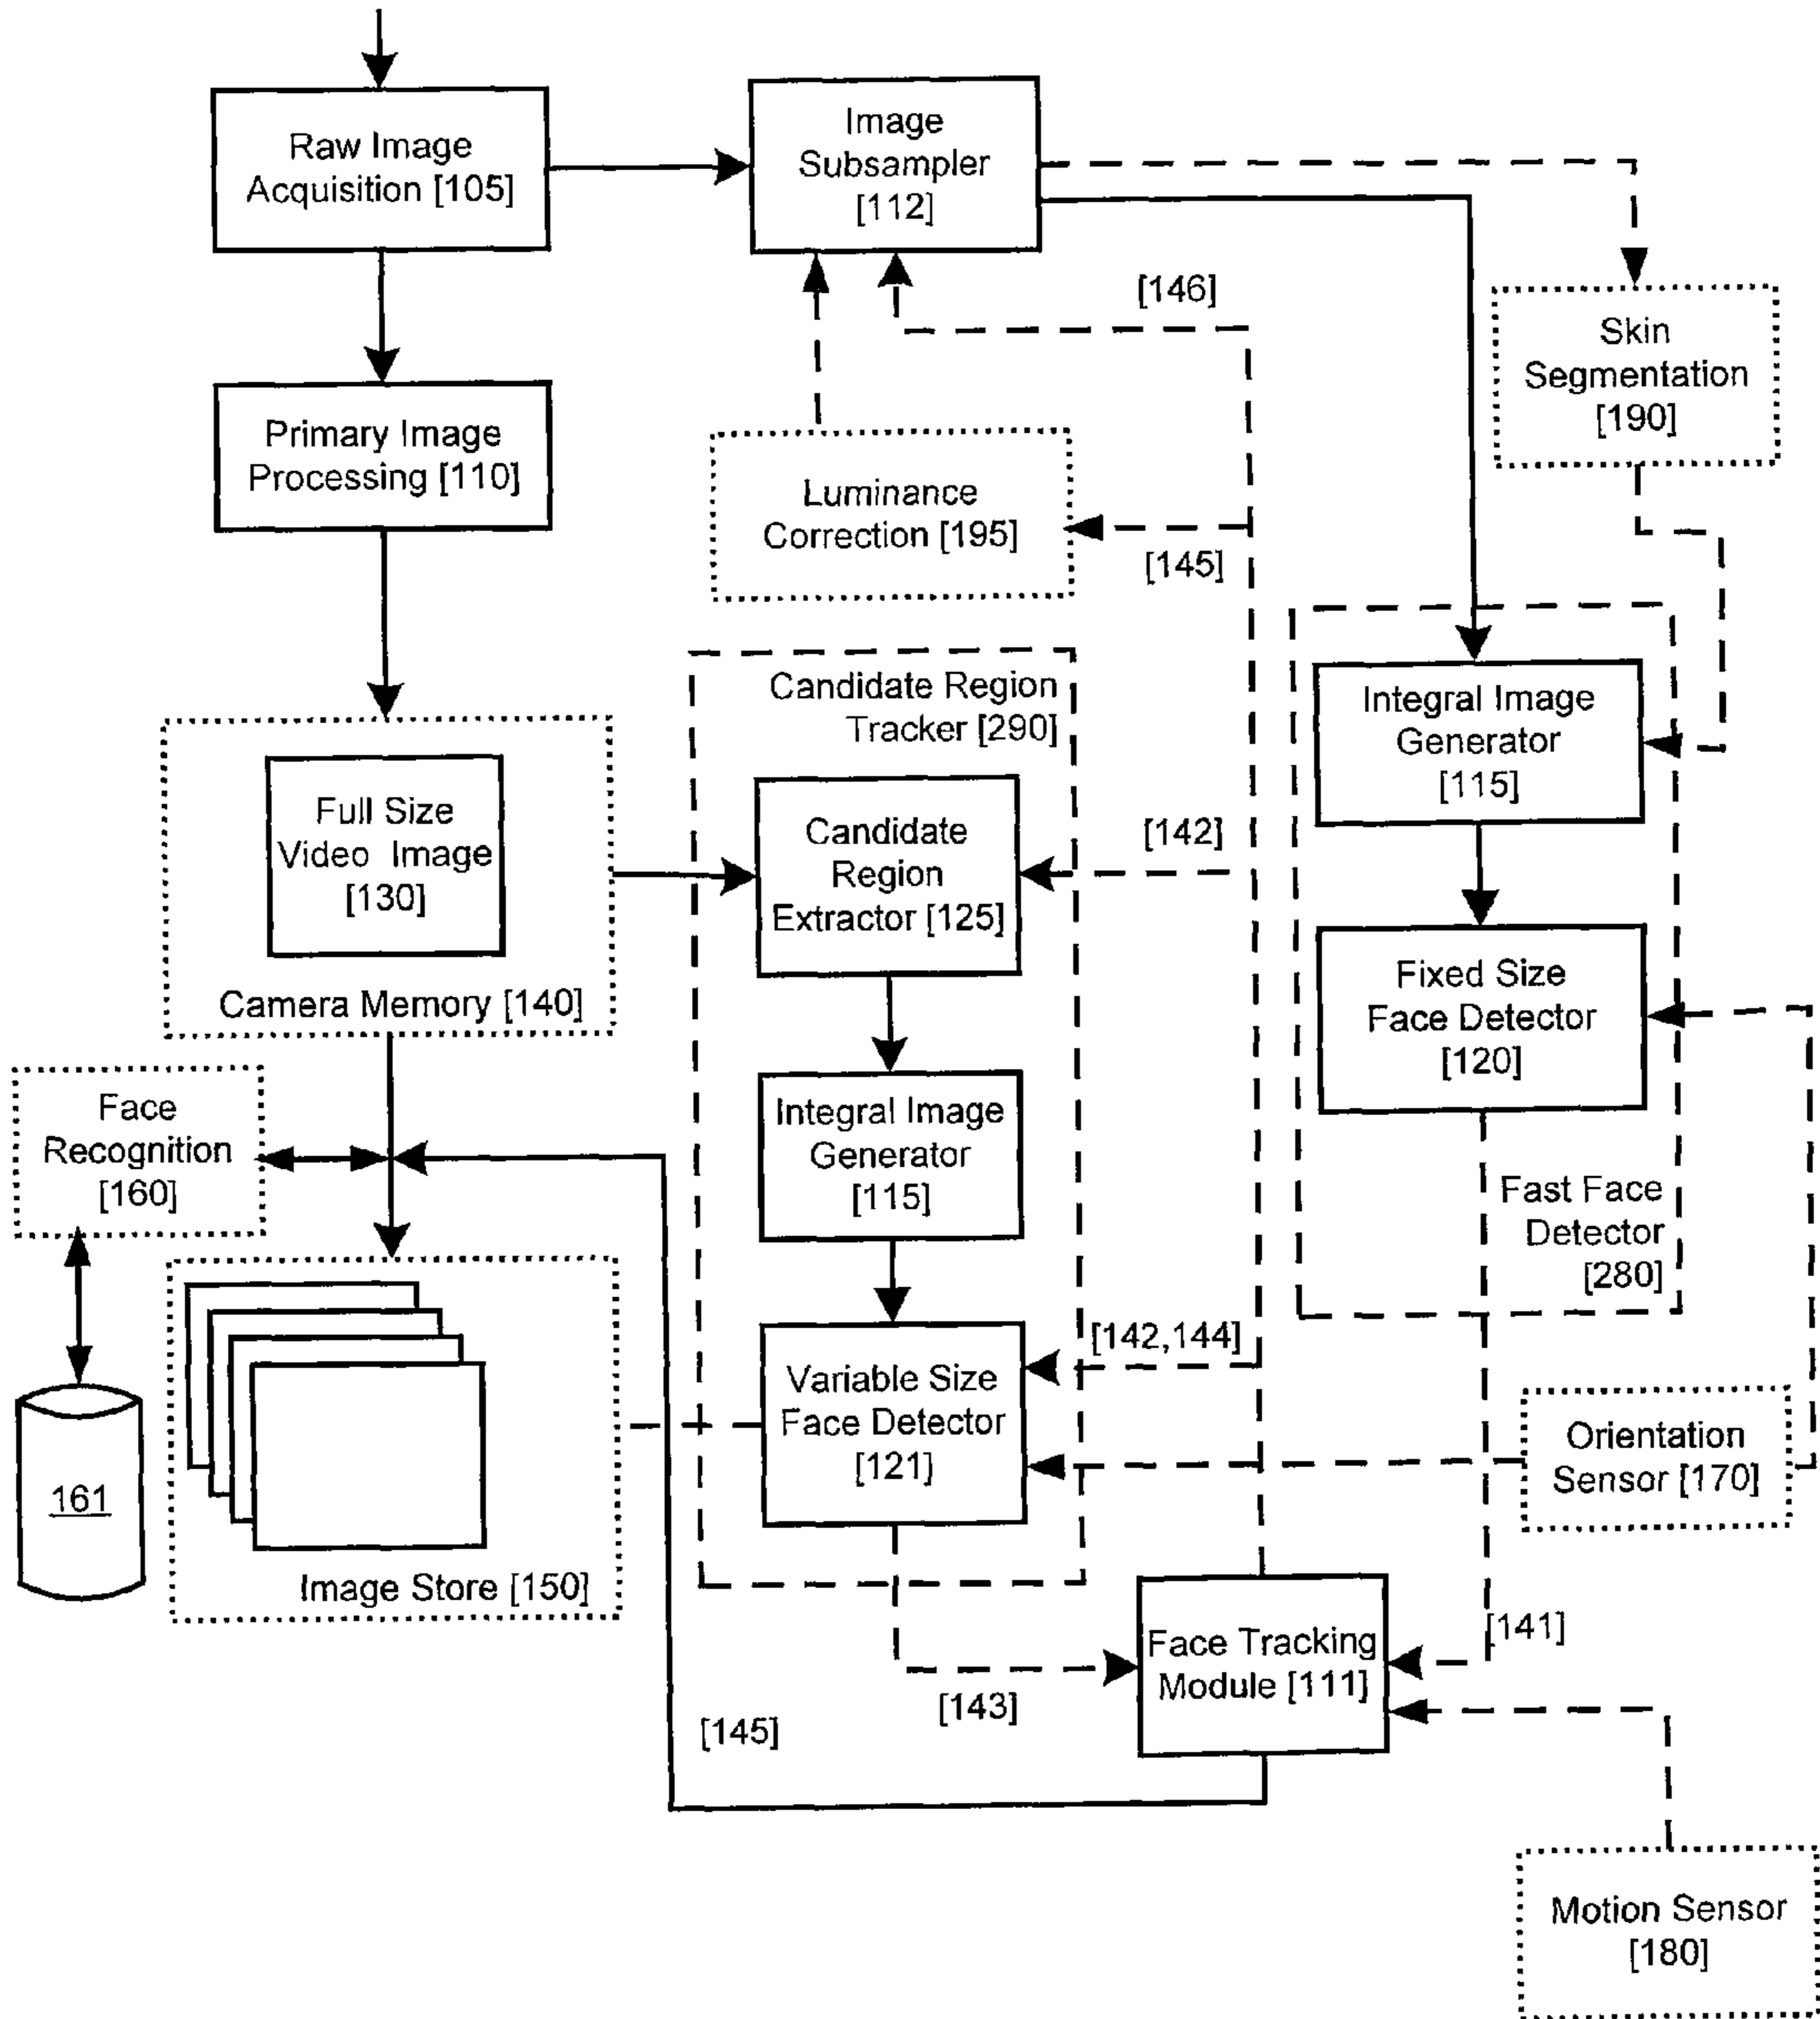 Raw Image
Acquisition [105]
Image
Subsampler
[112]
[146]
Skin
Segmentation
[190]
Primary Image
Processing [110]
Luminance
Correction [195]
[145]
Candidate Region
Tracker [290]
Integral Image
Generator
[115]
Full Size
Video Image
[130]
Camera Memory [140]
Candidate
Region
Extractor [125]
[142]
Fixed Size
Face Detector
[120]
Face
Recognition
[160]
Integral Image
Generator
[115]
Fast Face
Detector
[280]
[142,144]
Variable Size
Face Detector
[121]
Orientation
Sensor [170]
161
Image Store [150]
[141]
Face Tracking
Module [111]
[143]
[145]
Motion Sensor
[180]